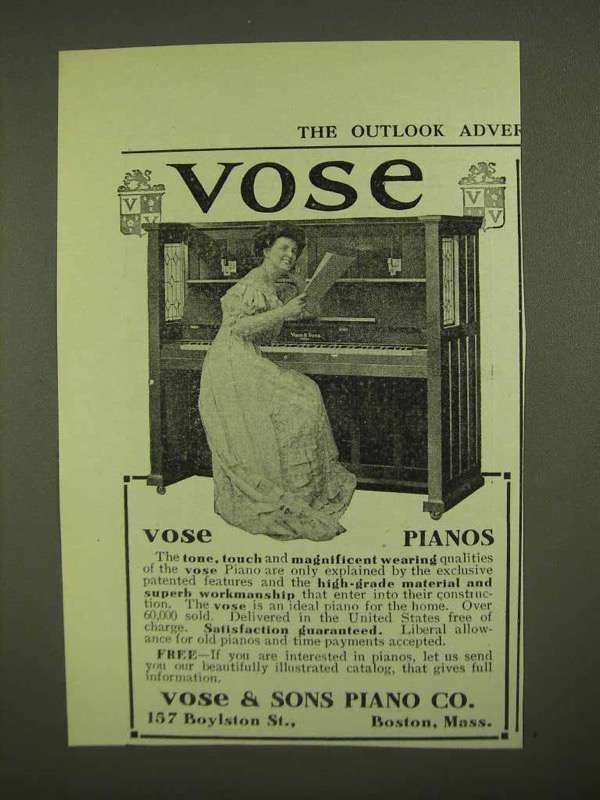 THE OUTLOOK ADVER
vose
V
V
V
V
Vose & Sons
vose PIANOS
The tone, touch and magnificent wearing qualities
of the vose Piano are only explained by the exclusive
patented features and the high-grade material and
superb workmanship that enter into their construc-
tion. The vose is an ideal piano for the home. Over
60,000 sold. Delivered in the United States free of
charge. Satisfaction guaranteed. Liberal allow-
ance for old pianos and time payments accepted.
FREE—If you are interested in pianos, let us send
you our beautifully illustrated catalog, that gives full
information.
vose & SONS PIANO CO.
157 Boylston St., Boston, Mass.